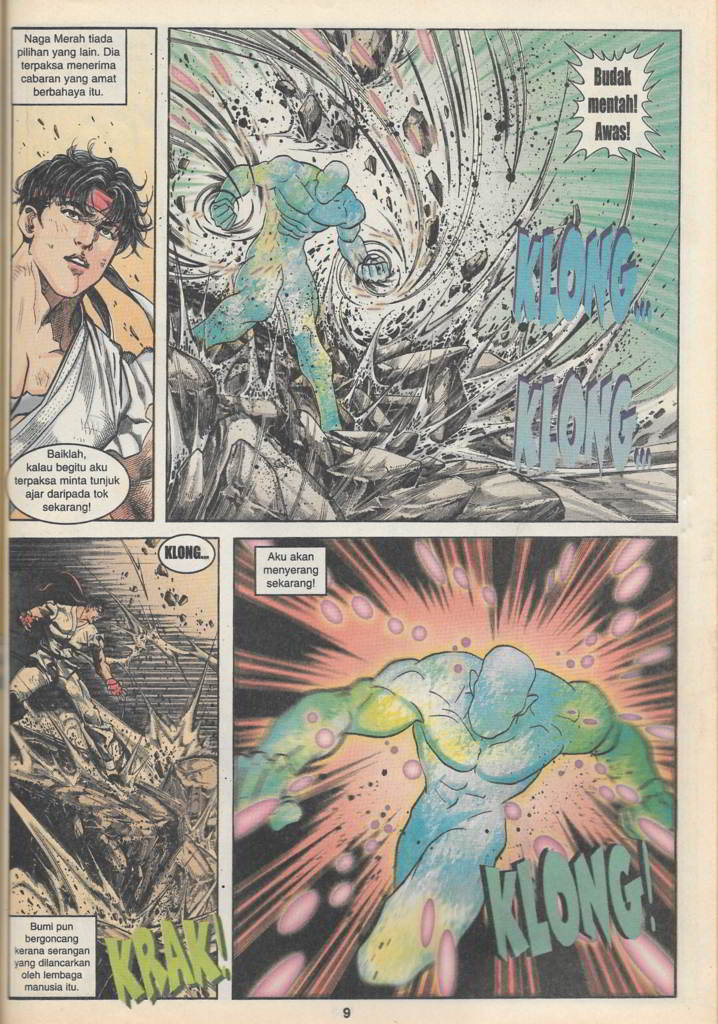 Naga Merah tiada
pilihan yang lain. Dia
terpaksa menerima
cabaran yang amat
berbahaya itu.
Baiklah,
kalau begitu aku
terpaksa minta tunjuk
ajar daripada tok
sekarang!
Budak
mentah!
Awas!
KLONG...
KLONG...
KLONG...
Bumi pun
bergoncang
kerana serangan
yang dilancarkan
oleh lembaga
manusia itu.
KRAK!
Aku akan
menyerang
sekarang!
KLONG!
9